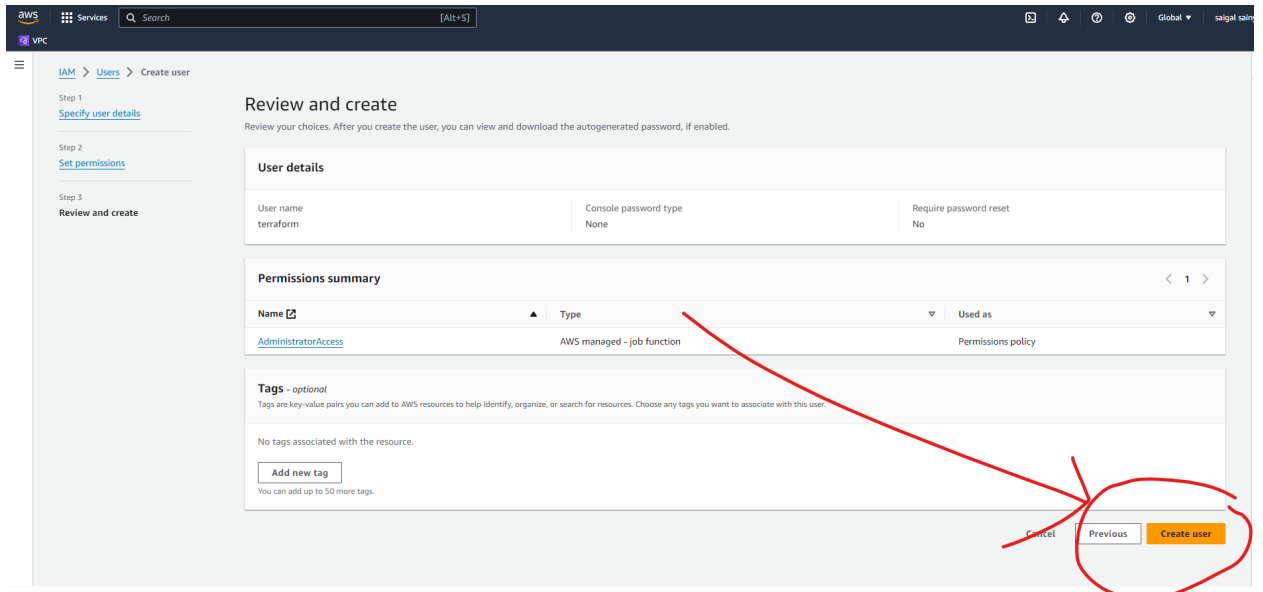 aws Services Search [Alt+S] Global ▼ saigal sain
VPC
IAM > Users > Create user
Step 1
Specify user details
Step 2
Set permissions
Step 3
Review and create
Review and create
Review your choices. After you create the user, you can view and download the autogenerated password, if enabled.
User details
User name Console password type Require password reset
terraform None No
Permissions summary < 1 >
Name Type Used as
AdministratorAccess AWS managed - job function Permissions policy
Tags - optional
Tags are key-value pairs you can add to AWS resources to help identify, organize, or search for resources. Choose any tags you want to associate with this user.
No tags associated with the resource.
Add new tag
You can add up to 50 more tags.
Cancel Previous Create user